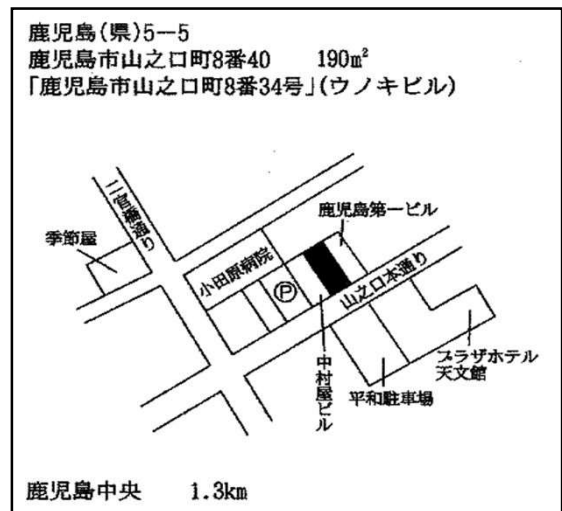 鹿児島(県)5-5
鹿児島市山之口町8番40 190m²
「鹿児島市山之口町8番34号」(ウノキビル)
二官橋通り
季節屋
小田原病院
鹿児島第一ビル
Ⓟ
山之口本通り
中村屋ビル
平和駐車場
プラザホテル
天文館
鹿児島中央 1.3km